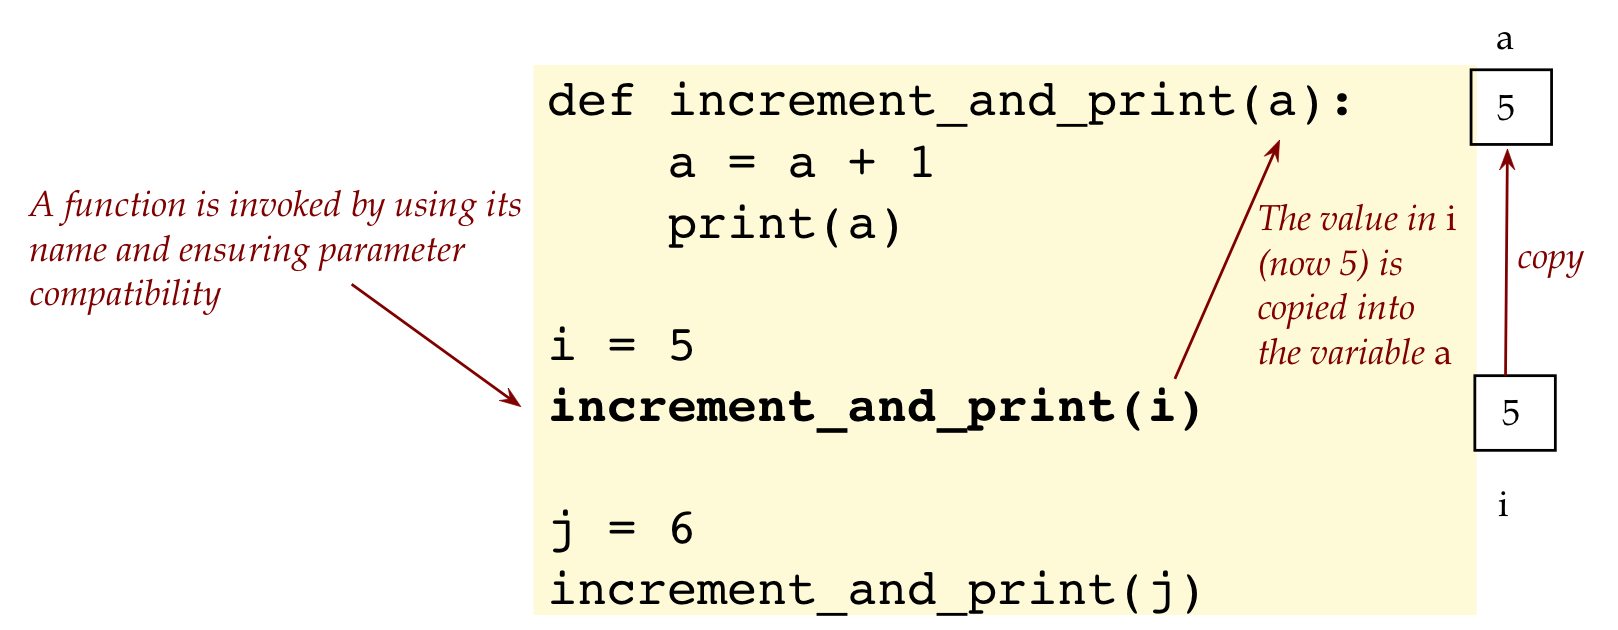 a
def increment_and_print(a):
5
    a = a + 1
    print(a)
A function is invoked by using its
name and ensuring parameter
compatibility
The value in i
(now 5) is
copied into
the variable a
copy
i = 5
increment_and_print(i)
5
i
j = 6
increment_and_print(j)